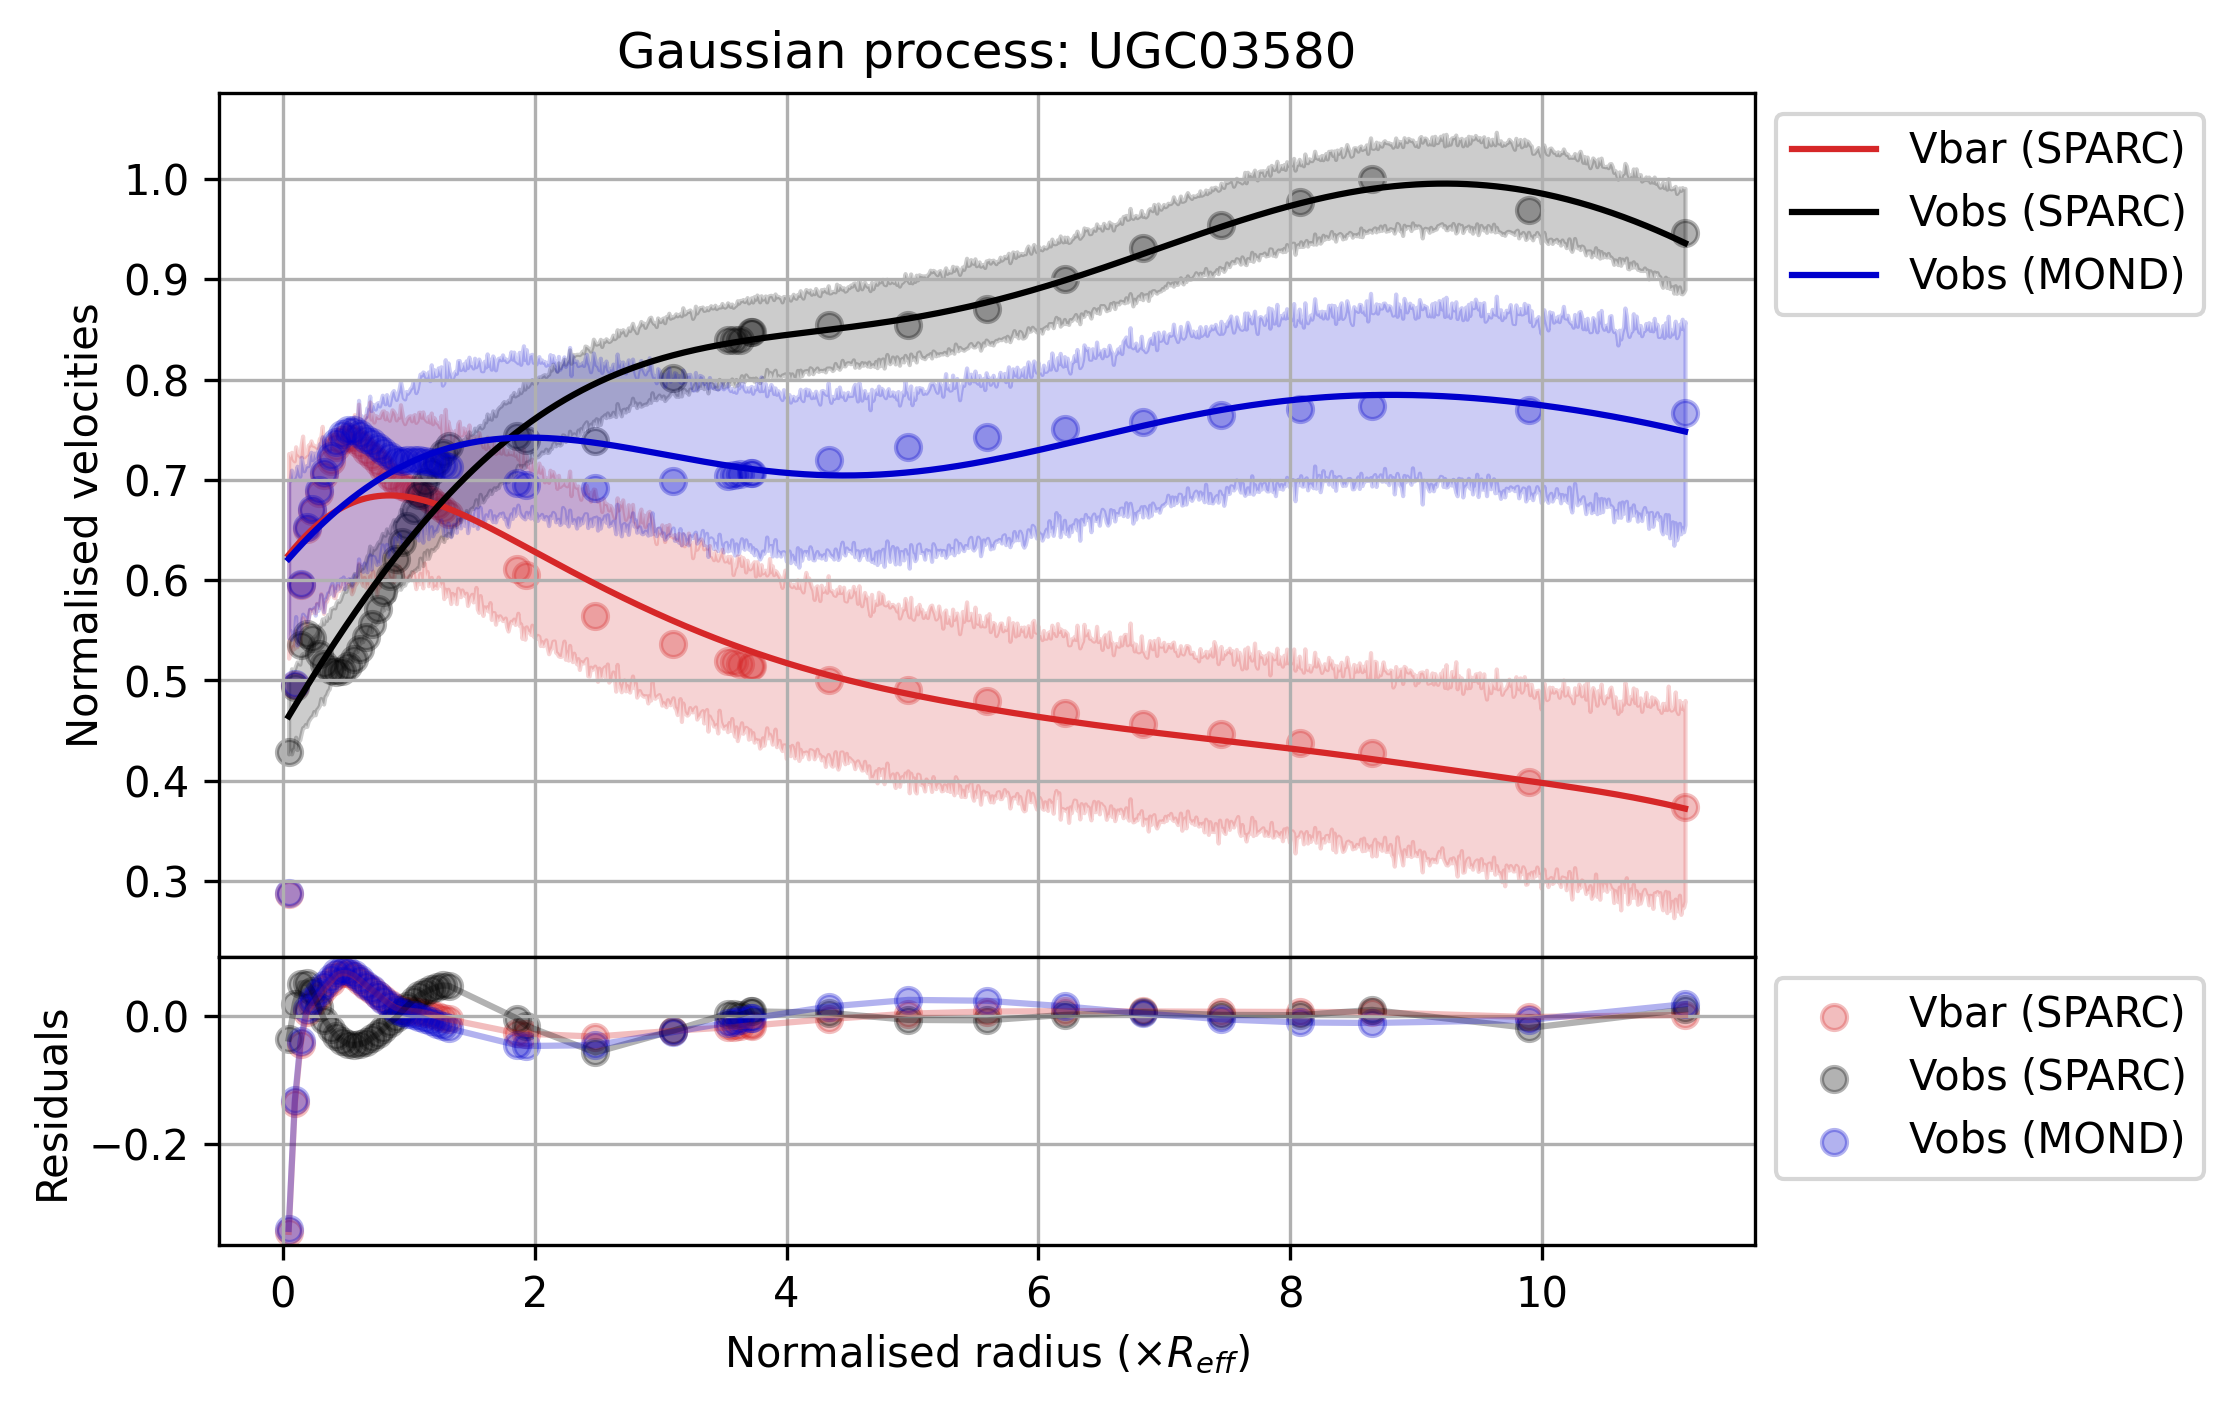 Gaussian process: UGC03580
Normalised velocities
1.0
0.9
0.8
0.7
0.6
0.5
0.4
0.3
Vbar (SPARC)
Vobs (SPARC)
Vobs (MOND)
Residuals
0.0
−0.2
Vbar (SPARC)
Vobs (SPARC)
Vobs (MOND)
0 2 4 6 8 10
Normalised radius (×R_eff)